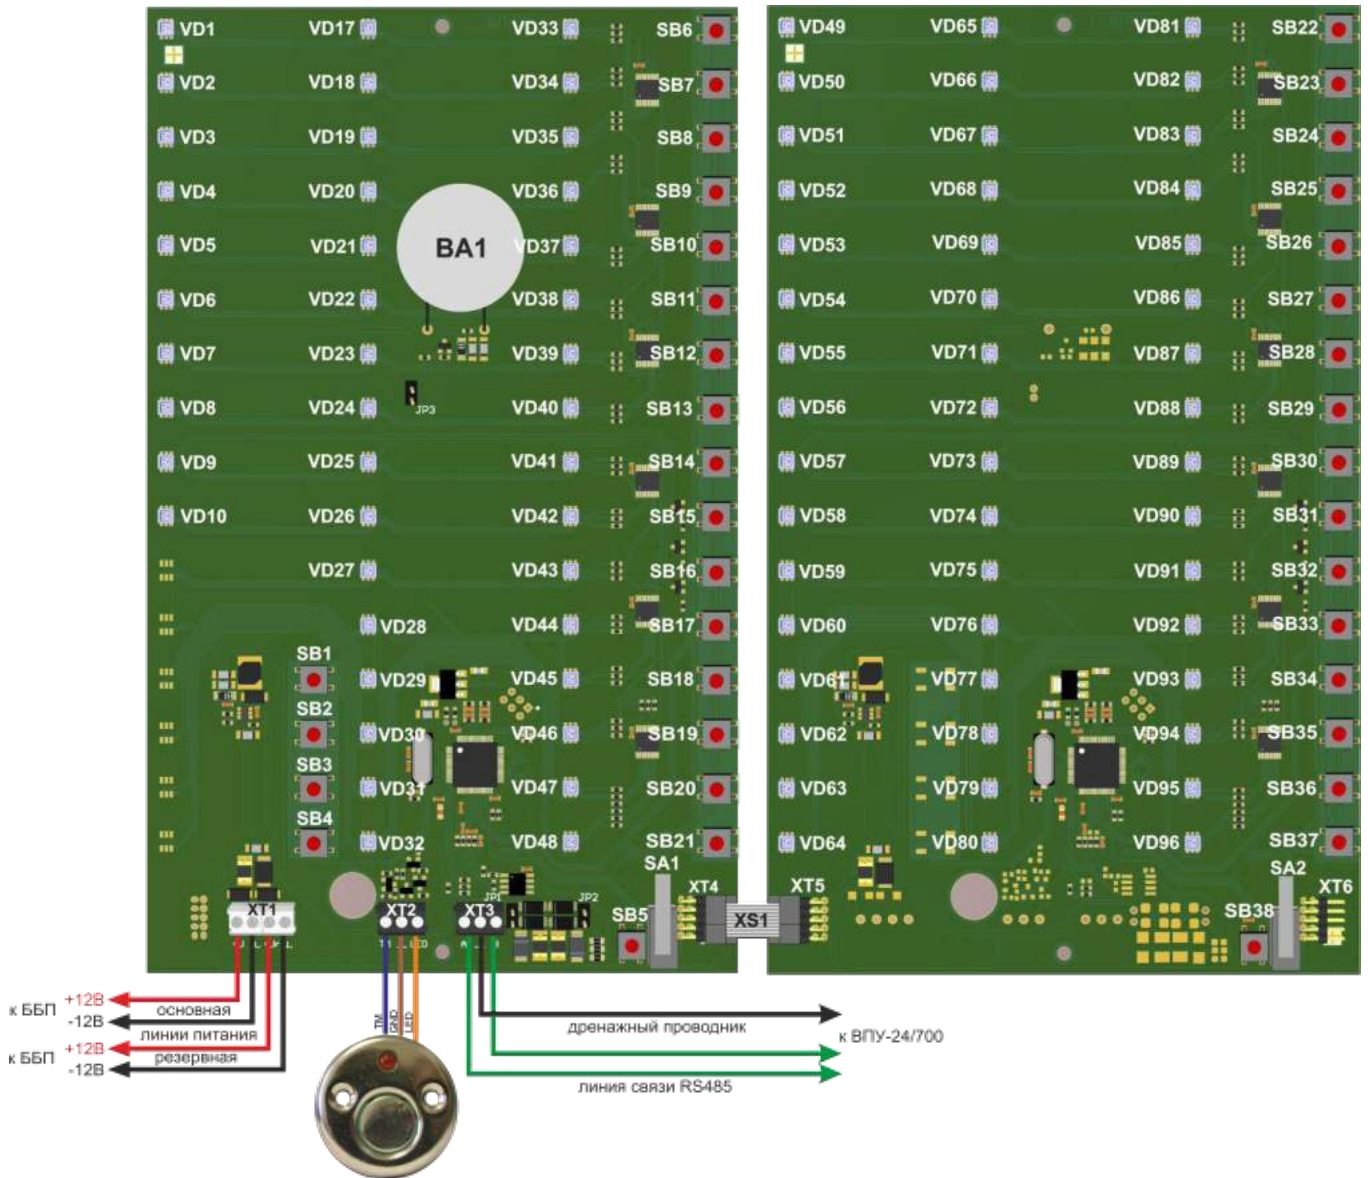 VD1 VD17 VD33 SB6 VD49 VD65 VD81 SB22
VD2 VD18 VD34 SB7 VD50 VD66 VD82 SB23
VD3 VD19 VD35 SB8 VD51 VD67 VD83 SB24
VD4 VD20 VD36 SB9 VD52 VD68 VD84 SB25
VD5 VD21 BA1 VD37 SB10 VD53 VD69 VD85 SB26
VD6 VD22 VD38 SB11 VD54 VD70 VD86 SB27
VD7 VD23 VD39 SB12 VD55 VD71 VD87 SB28
VD8 VD24 JP3 VD40 SB13 VD56 VD72 VD88 SB29
VD9 VD25 VD41 SB14 VD57 VD73 VD89 SB30
VD10 VD26 VD42 SB15 VD58 VD74 VD90 SB31
VD27 VD43 SB16 VD59 VD75 VD91 SB32
VD28 VD44 SB17 VD60 VD76 VD92 SB33
SB1
VD29 VD45 SB18 VD61 VD77 VD93 SB34
SB2
VD30 VD46 SB19 VD62 VD78 VD94 SB35
SB3
VD31 VD47 SB20 VD63 VD79 VD95 SB36
SB4
VD32 VD48 SB21 VD64 VD80 VD96 SB37
SA1 SA2
XT4 XT5 XT6
JP1 JP2
XT1 XT2 XT3 SB5 XS1 SB38
к ББП +12В основная
-12В
линии питания
к ББП +12В резервная
-12В
TM GND LED
дренажный проводник
к ВПУ-24/700
линия связи RS485